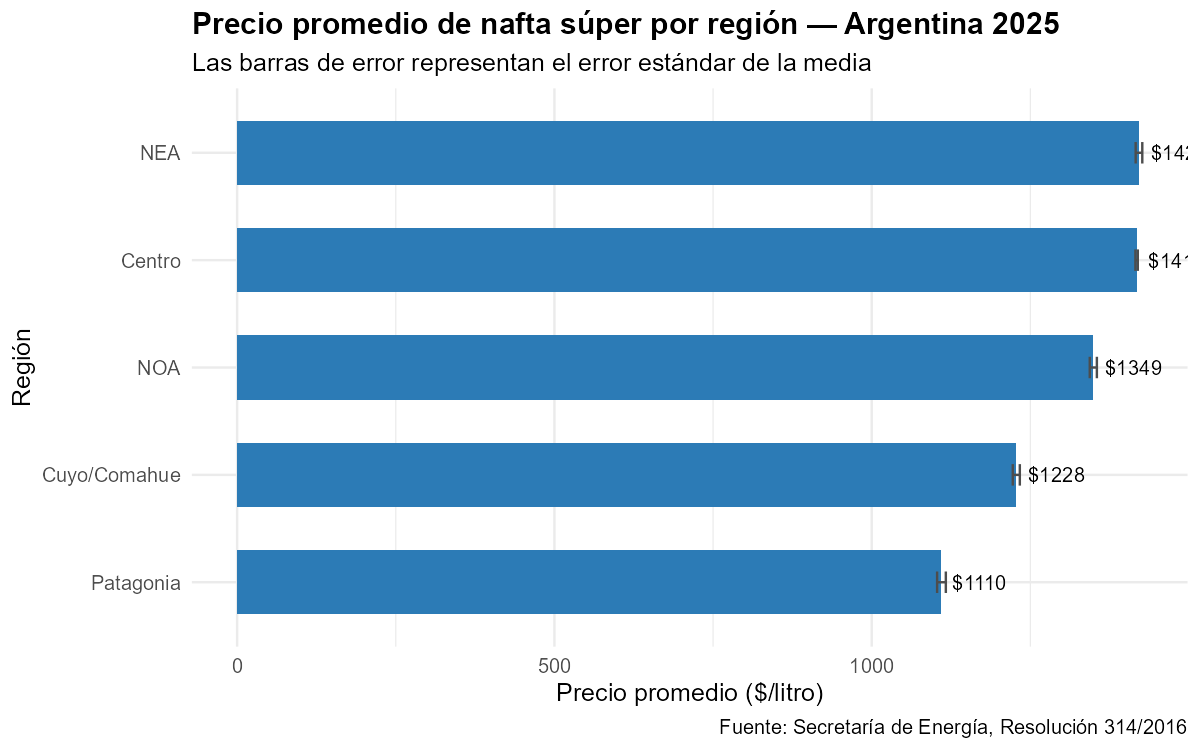 Precio promedio de nafta súper por región — Argentina 2025
Las barras de error representan el error estándar de la media
Región
NEA
Centro
NOA
$1349
Cuyo/Comahue
$1228
Patagonia
$1110
0 500 1000
Precio promedio ($/litro)
Fuente: Secretaría de Energía, Resolución 314/2016